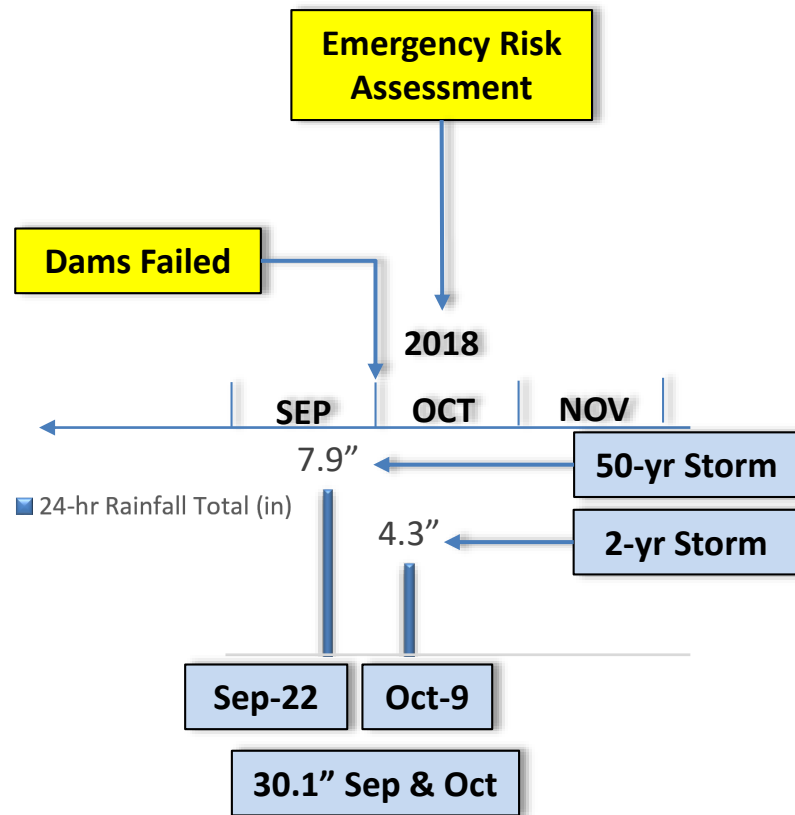 Emergency Risk
Assessment
Dams Failed
2018
SEP
OCT
NOV
7.9”
50-yr Storm
24-hr Rainfall Total (in)
4.3”
2-yr Storm
Sep-22
Oct-9
30.1” Sep & Oct